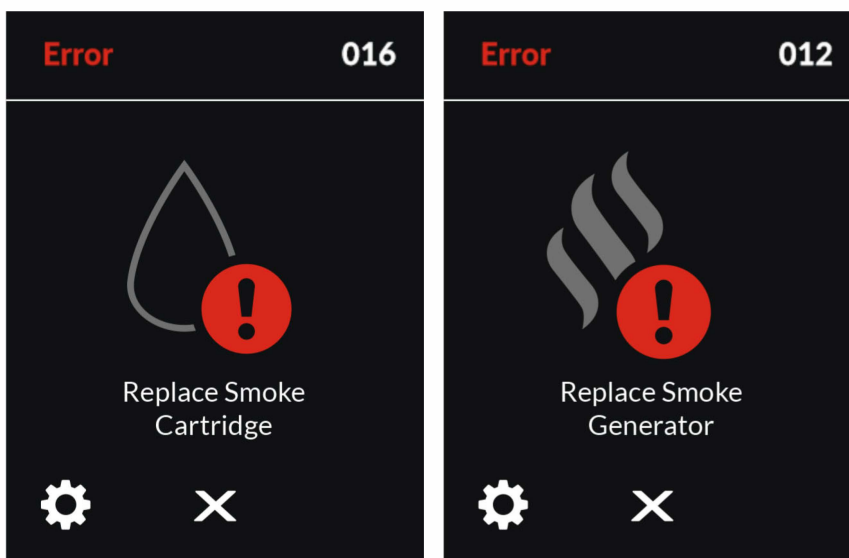 Error 016
Replace Smoke
Cartridge
Error 012
Replace Smoke
Generator